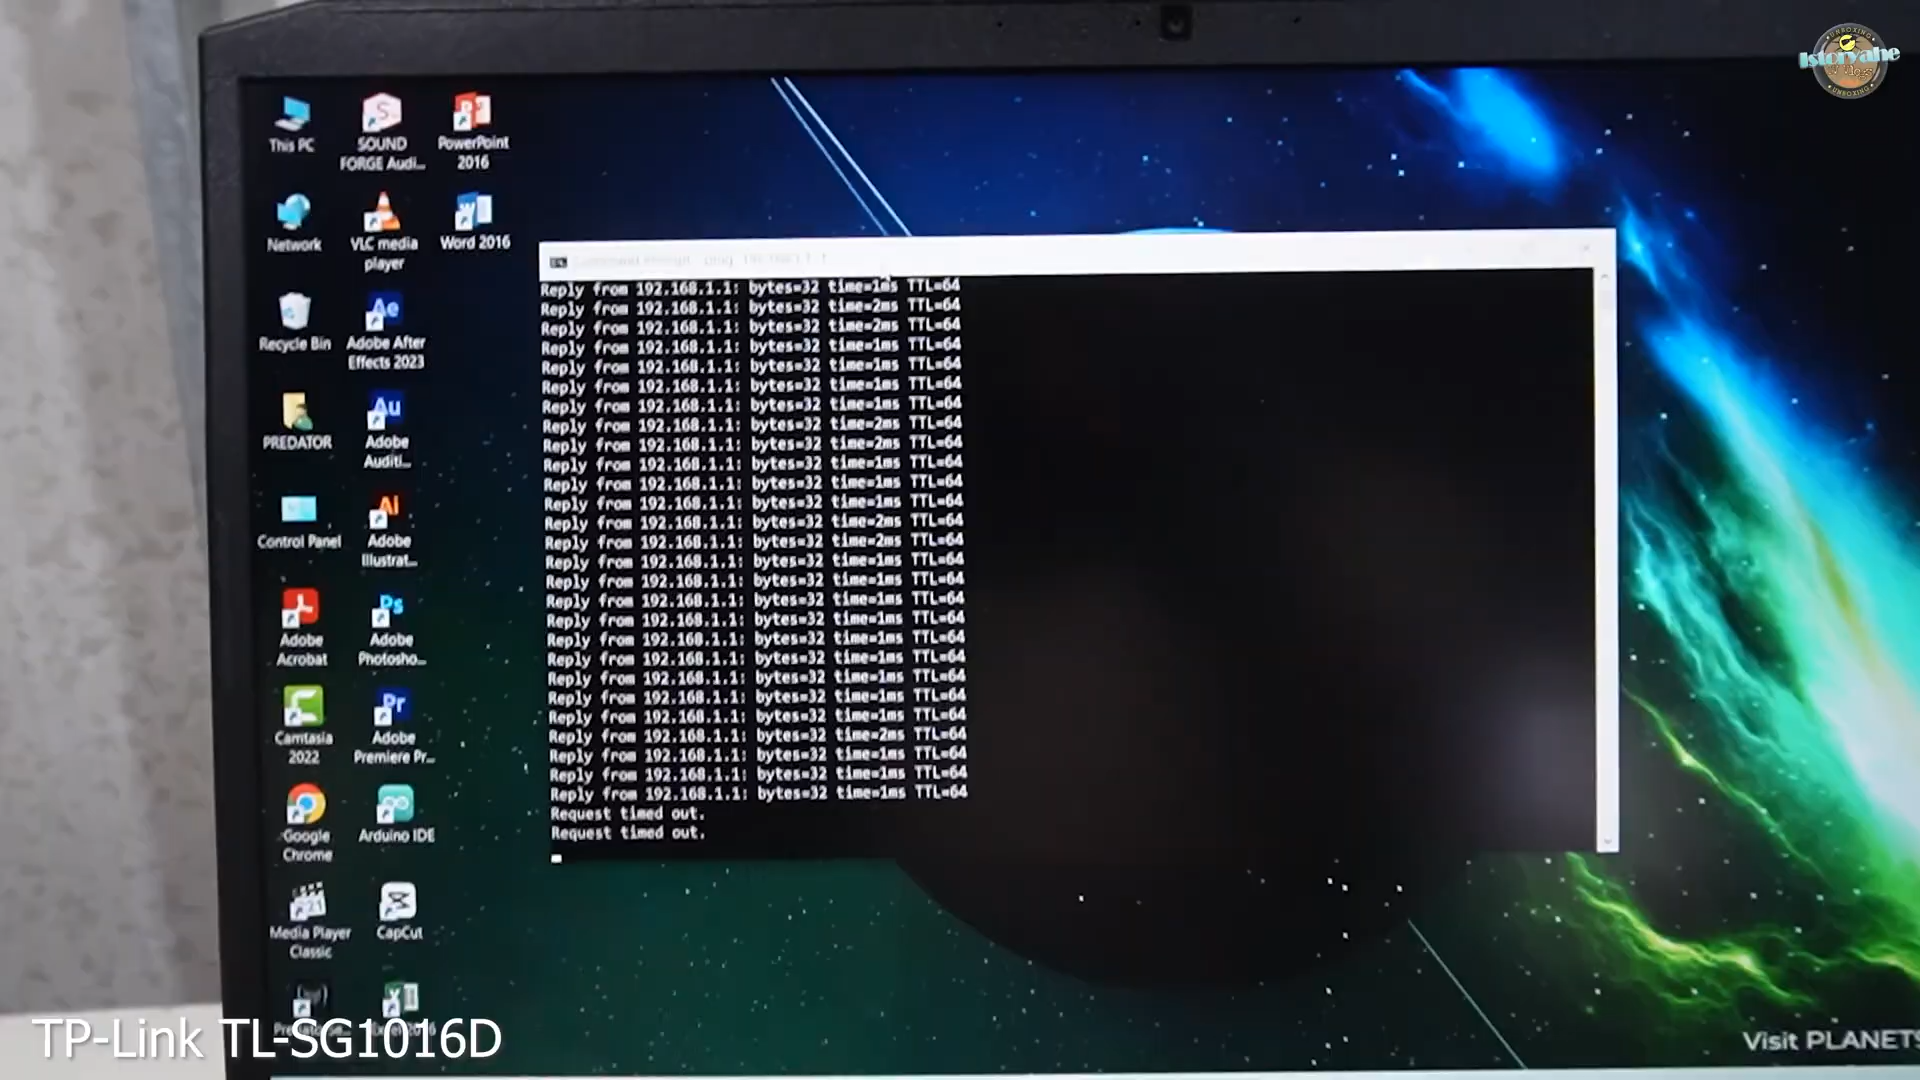 UNBOXING
Istoryahe
Vlogs
UNBOXING
This PC
SOUND
FORGE Audi...
PowerPoint
2016
Network
VLC media
player
Word 2016
Recycle Bin
Adobe After
Effects 2023
PREDATOR
Adobe
Auditi...
Control Panel
Adobe
Illustrat...
Adobe
Acrobat
Adobe
Photosho...
Camtasia
2022
Adobe
Premiere Pr...
Google
Chrome
Arduino IDE
Media Player
Classic
CapCut
Command Prompt - ping 192.168.1.1
Reply from 192.168.1.1: bytes=32 time=1ms TTL=64
Reply from 192.168.1.1: bytes=32 time=2ms TTL=64
Reply from 192.168.1.1: bytes=32 time=2ms TTL=64
Reply from 192.168.1.1: bytes=32 time=1ms TTL=64
Reply from 192.168.1.1: bytes=32 time=1ms TTL=64
Reply from 192.168.1.1: bytes=32 time=1ms TTL=64
Reply from 192.168.1.1: bytes=32 time=1ms TTL=64
Reply from 192.168.1.1: bytes=32 time=2ms TTL=64
Reply from 192.168.1.1: bytes=32 time=2ms TTL=64
Reply from 192.168.1.1: bytes=32 time=1ms TTL=64
Reply from 192.168.1.1: bytes=32 time=1ms TTL=64
Reply from 192.168.1.1: bytes=32 time=1ms TTL=64
Reply from 192.168.1.1: bytes=32 time=2ms TTL=64
Reply from 192.168.1.1: bytes=32 time=2ms TTL=64
Reply from 192.168.1.1: bytes=32 time=1ms TTL=64
Reply from 192.168.1.1: bytes=32 time=1ms TTL=64
Reply from 192.168.1.1: bytes=32 time=1ms TTL=64
Reply from 192.168.1.1: bytes=32 time=1ms TTL=64
Reply from 192.168.1.1: bytes=32 time=1ms TTL=64
Reply from 192.168.1.1: bytes=32 time=1ms TTL=64
Reply from 192.168.1.1: bytes=32 time=1ms TTL=64
Reply from 192.168.1.1: bytes=32 time=1ms TTL=64
Reply from 192.168.1.1: bytes=32 time=1ms TTL=64
Reply from 192.168.1.1: bytes=32 time=2ms TTL=64
Reply from 192.168.1.1: bytes=32 time=1ms TTL=64
Reply from 192.168.1.1: bytes=32 time=1ms TTL=64
Reply from 192.168.1.1: bytes=32 time=1ms TTL=64
Request timed out.
Request timed out.
TP-Link TL-SG1016D
Visit PLANET9